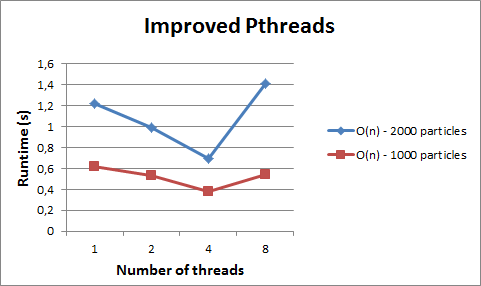 Improved Pthreads
1,6
1,4
1,2
1
0,8
0,6
0,4
0,2
0
Runtime (s)
1 2 4 8
Number of threads
O(n) - 2000 particles
O(n) - 1000 particles